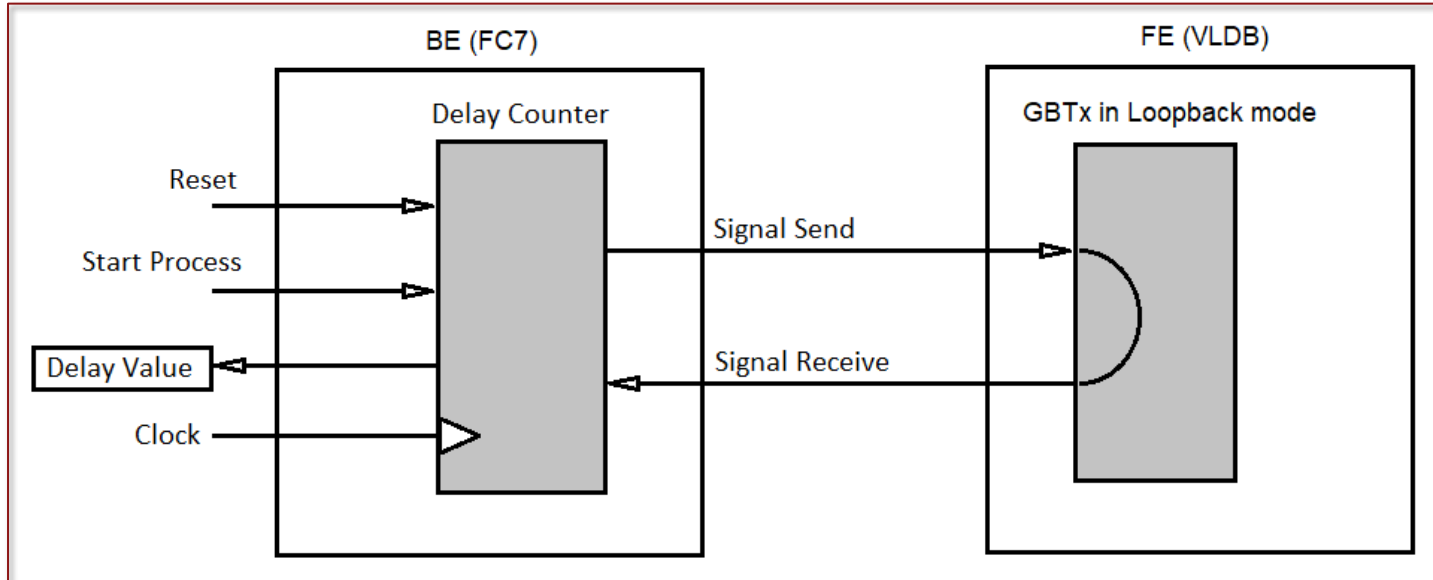 BE (FC7)
FE (VLDB)
Delay Counter
GBTx in Loopback mode
Reset
Signal Send
Start Process
Signal Receive
Delay Value
Clock